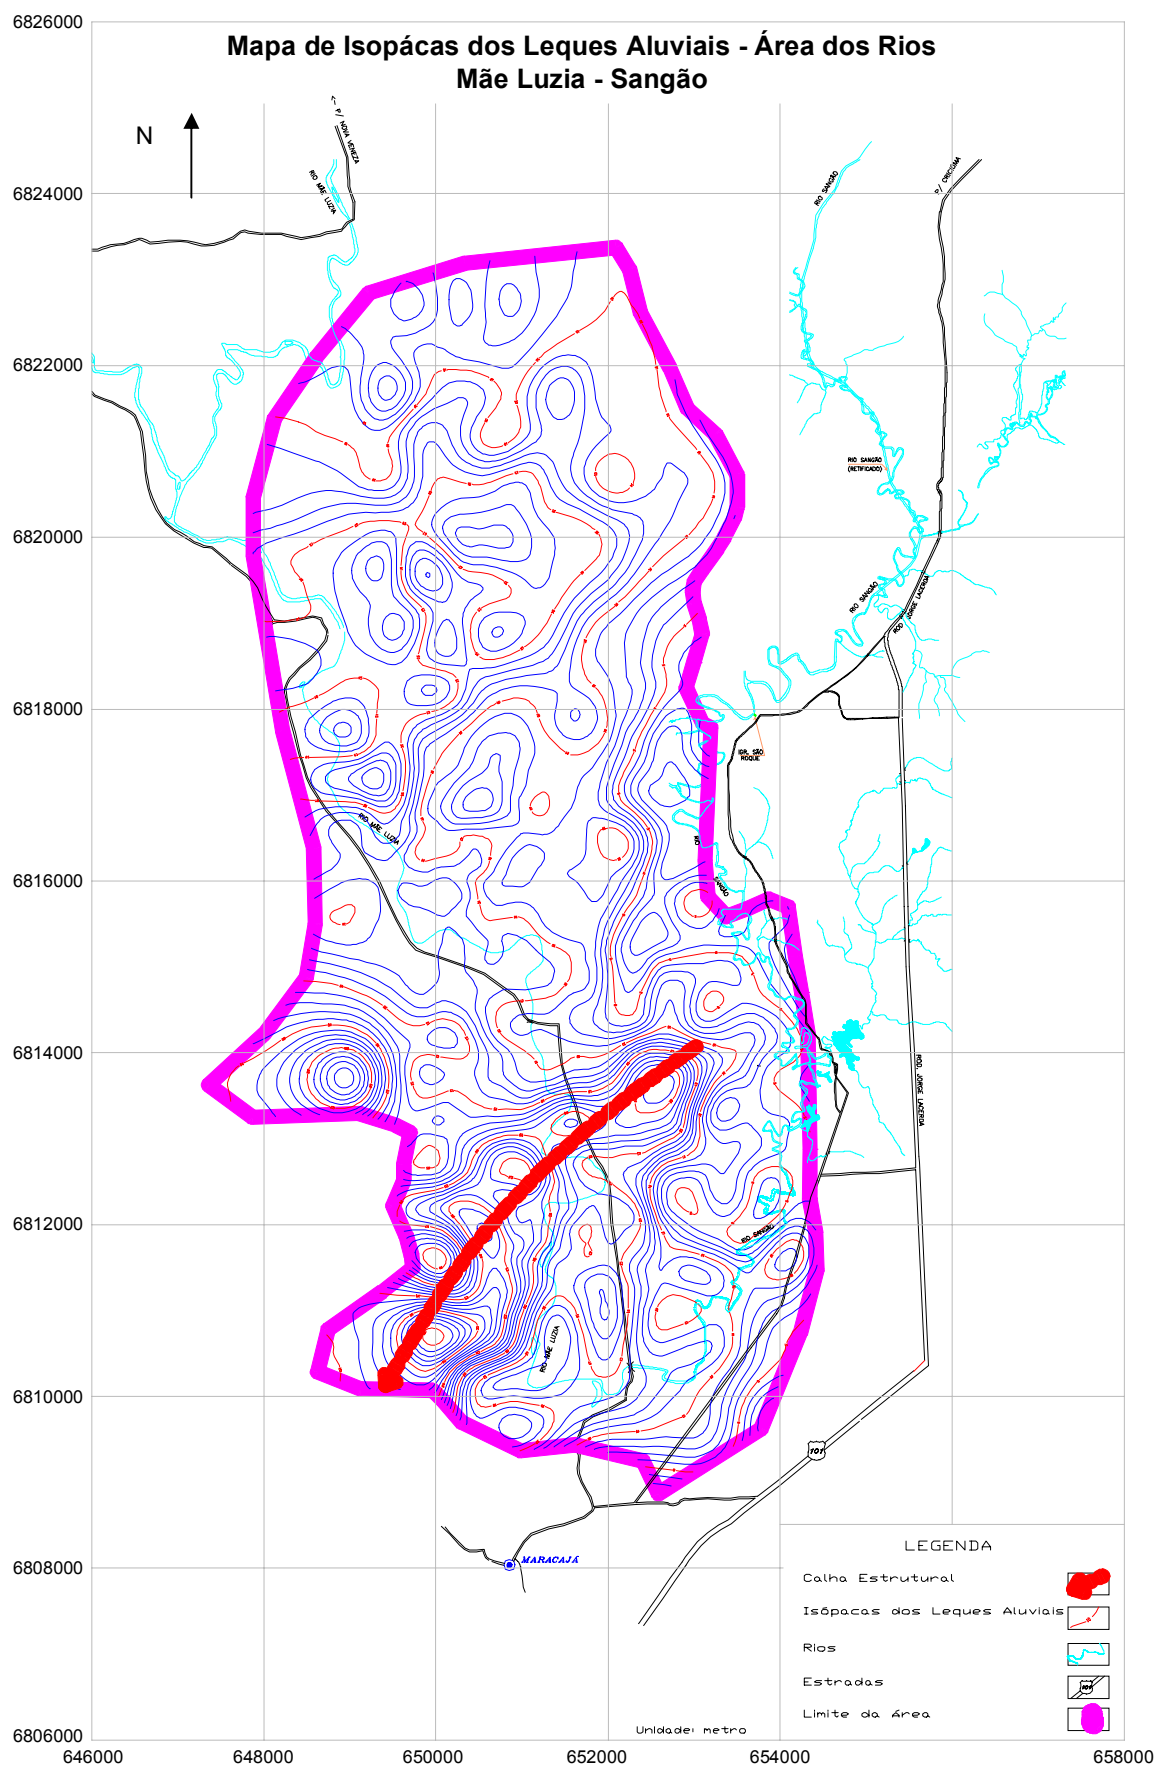 6826000
Mapa de Isopácas dos Leques Aluviais - Área dos Rios
Mãe Luzia - Sangão
N
<-- P/ NOVA VENEZA
RIO MÃE LUZIA
RIO SANGÃO
P/ CRICIÚMA
6824000
6822000
RIO SANGÃO
(RETIFICADO)
6820000
RIO SANGÃO
ROD. JORGE LACERDA
6818000
IGR. SÃO
ROQUE
RIO MÃE LUZIA
RIO
SANGÃO
6816000
6814000
ROD. JORGE LACERDA
6812000
RIO SANGÃO
RIO MÃE LUZIA
6810000
101
MARACAJÁ
6808000
LEGENDA
Calha Estrutural
Isópacas dos Leques Aluviais
Rios
Estradas
101
Limite da Área
Unidade: metro
6806000
646000
648000
650000
652000
654000
658000